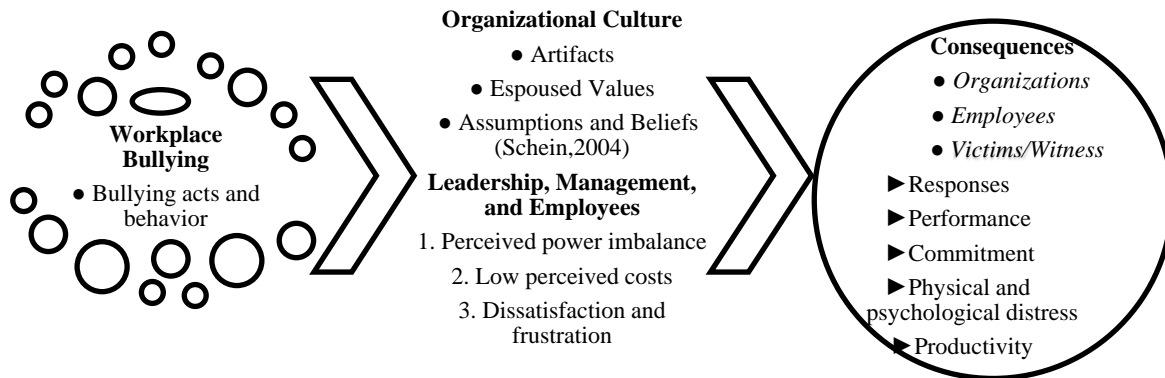 Workplace
Bullying
● Bullying acts and
behavior
Organizational Culture
● Artifacts
● Espoused Values
● Assumptions and Beliefs
(Schein,2004)
Leadership, Management,
and Employees
1. Perceived power imbalance
2. Low perceived costs
3. Dissatisfaction and
frustration
Consequences
● Organizations
● Employees
● Victims/Witness
►Responses
►Performance
►Commitment
►Physical and
psychological distress
►Productivity